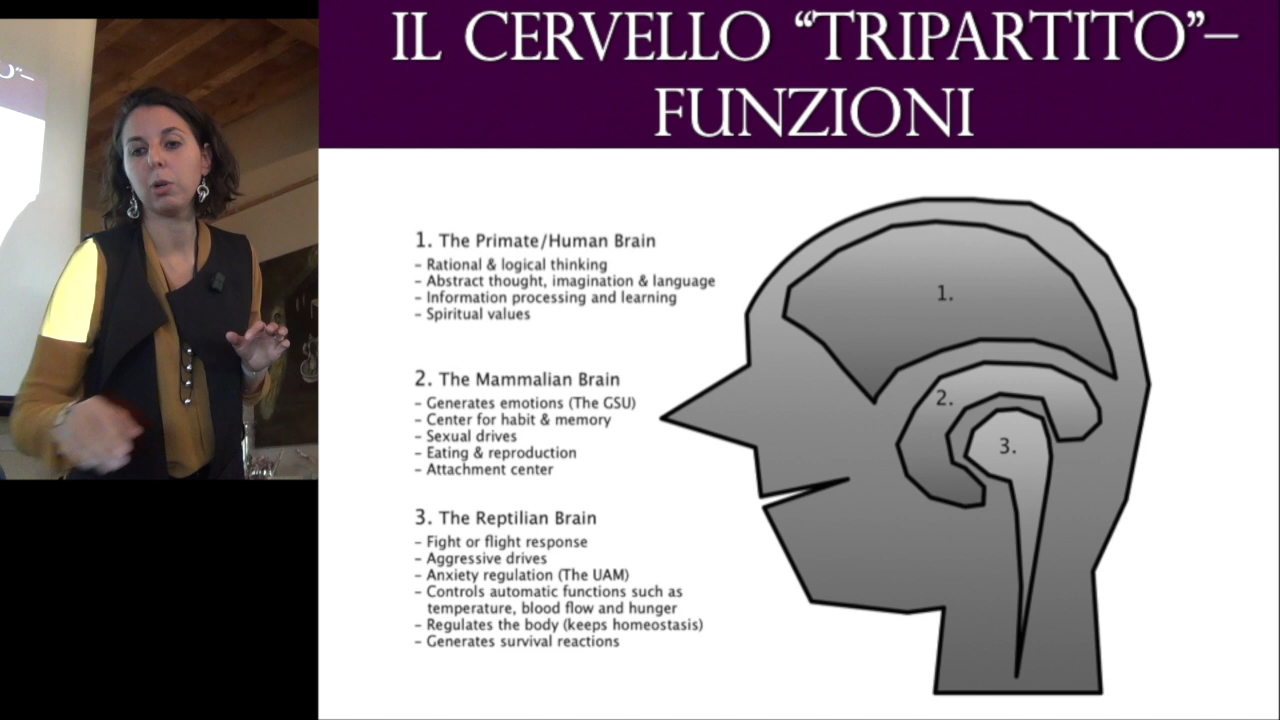 IL CERVELLO “TRIPARTITO”–
FUNZIONI
1. The Primate/Human Brain
– Rational & logical thinking
– Abstract thought, imagination & language
– Information processing and learning
– Spiritual values
2. The Mammalian Brain
– Generates emotions (The GSU)
– Center for habit & memory
– Sexual drives
– Eating & reproduction
– Attachment center
3. The Reptilian Brain
– Fight or flight response
– Aggressive drives
– Anxiety regulation (The UAM)
– Controls automatic functions such as
temperature, blood flow and hunger
– Regulates the body (keeps homeostasis)
– Generates survival reactions
1.
2.
3.